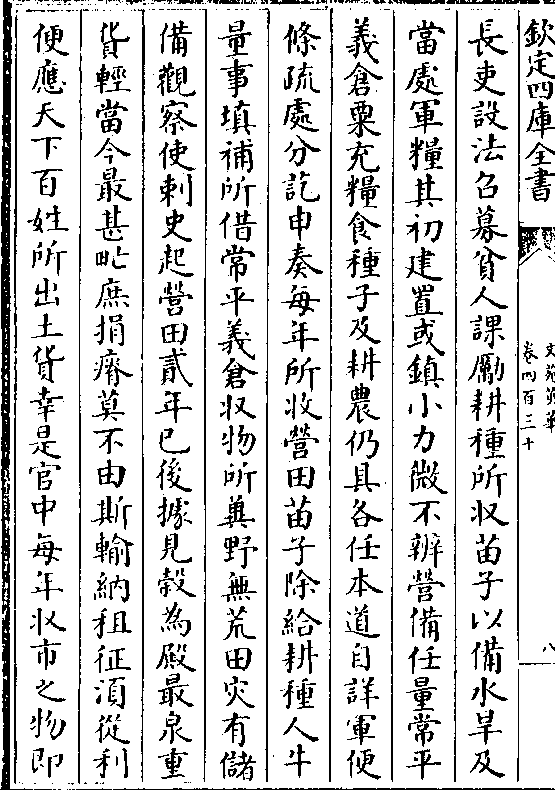 欽定四庫全書
文苑英華
卷四百三十
八
長吏設法召募貧人課勵耕種所収苗子以備水旱及
當處軍糧其初建置或鎮小力微不辨營備任量常平
義倉粟充糧食種子及耕農仍具各任本道自詳軍便
條疏處分訖申奏每年所收營田苗子除給耕種人牛
量事填補所借常平義倉収物所兾野無荒田灾有儲
備觀察使刺史起營田貳年已後據見穀為殿最泉重
貨輕當今最甚甿庶捐瘠莫不由斯輸納租征湏從利
便應天下百姓所出土貨幸是官中每年収市之物即